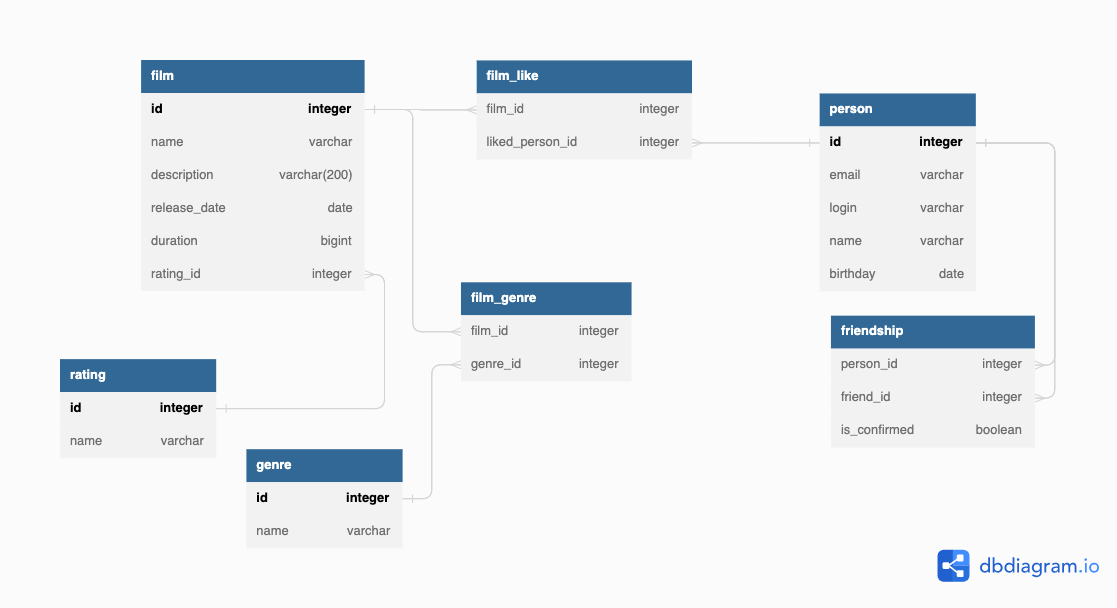 film
id integer
name varchar
description varchar(200)
release_date date
duration bigint
rating_id integer
film_like
film_id integer
liked_person_id integer
person
id integer
email varchar
login varchar
name varchar
birthday date
film_genre
film_id integer
genre_id integer
friendship
person_id integer
friend_id integer
is_confirmed boolean
rating
id integer
name varchar
genre
id integer
name varchar
dbdiagram.io